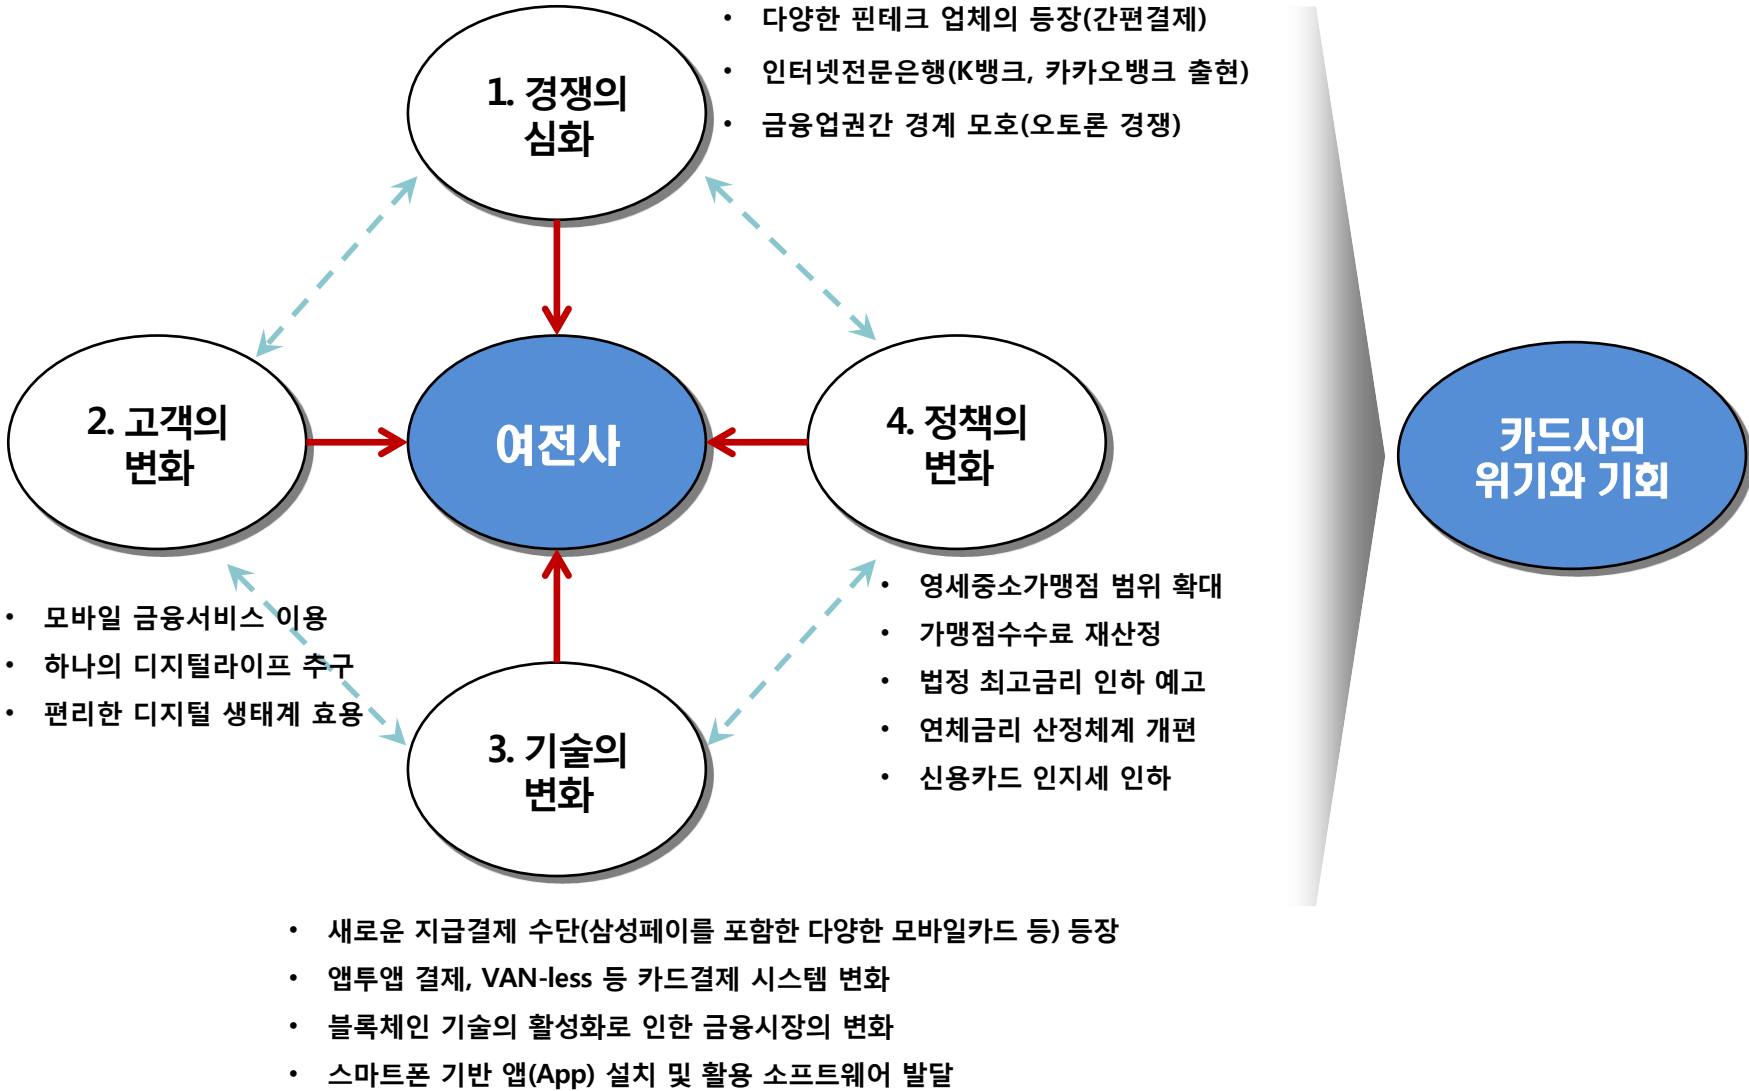 • 다양한 핀테크 업체의 등장(간편결제)
• 인터넷전문은행(K뱅크, 카카오뱅크 출현)
• 금융업권간 경계 모호(오토론 경쟁)
1. 경쟁의
심화
2. 고객의
변화
여전사
4. 정책의
변화
카드사의
위기와 기회
• 모바일 금융서비스 이용
• 하나의 디지털라이프 추구
• 편리한 디지털 생태계 효용
3. 기술의
변화
• 영세중소가맹점 범위 확대
• 가맹점수수료 재산정
• 법정 최고금리 인하 예고
• 연체금리 산정체계 개편
• 신용카드 인지세 인하
• 새로운 지급결제 수단(삼성페이를 포함한 다양한 모바일카드 등) 등장
• 앱투앱 결제, VAN-less 등 카드결제 시스템 변화
• 블록체인 기술의 활성화로 인한 금융시장의 변화
• 스마트폰 기반 앱(App) 설치 및 활용 소프트웨어 발달